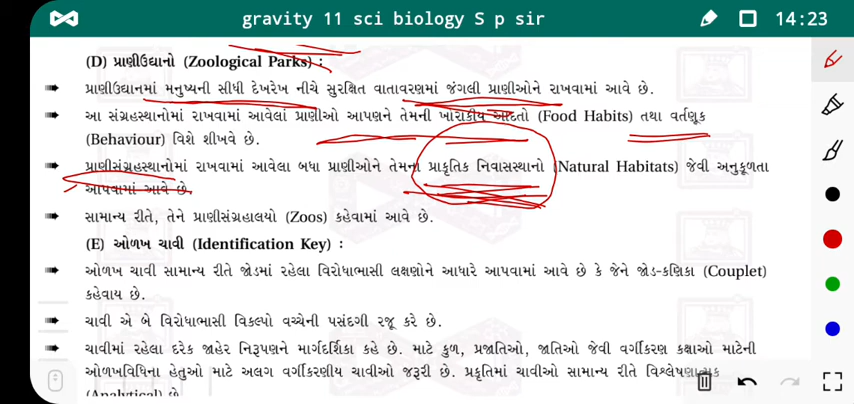 gravity 11 sci biology S p sir
14:23
(D) પ્રાણીઉદ્યાનો (Zoological Parks) :
પ્રાણીઉદ્યાનમાં મનુષ્યની સીધી દેખરેખ નીચે સુરક્ષિત વાતાવરણમાં જંગલી પ્રાણીઓને રાખવામાં આવે છે.
આ સંગ્રહસ્થાનોમાં રાખવામાં આવેલાં પ્રાણીઓ આપણને તેમની ખોરાકીય આદતો (Food Habits) તથા વર્તણૂક
(Behaviour) વિશે શીખવે છે.
પ્રાણીસંગ્રહસ્થાનોમાં રાખવામાં આવેલા બધા પ્રાણીઓને તેમના પ્રાકૃતિક નિવાસસ્થાનો (Natural Habitats) જેવી અનુકૂળતા
આપવામાં આવે છે.
સામાન્ય રીતે, તેને પ્રાણીસંગ્રહાલયો (Zoos) કહેવામાં આવે છે.
(E) ઓળખ ચાવી (Identification Key) :
ઓળખ ચાવી સામાન્ય રીતે જોડમાં રહેલા વિરોધાભાસી લક્ષણોને આધારે આપવામાં આવે છે કે જેને જોડ-કણિકા (Couplet)
કહેવાય છે.
ચાવી એ બે વિરોધાભાસી વિકલ્પો વચ્ચેની પસંદગી રજૂ કરે છે.
ચાવીમાં રહેલા દરેક જાહેર નિરૂપણને માર્ગદર્શિકા કહે છે. માટે કુળ, પ્રજાતિઓ, જાતિઓ જેવી વર્ગીકરણ કક્ષાઓ માટેની
ઓળખવિધિના હેતુઓ માટે અલગ વર્ગીકરણીય ચાવીઓ જરૂરી છે. પ્રકૃતિમાં ચાવીઓ સામાન્ય રીતે વિશ્લેષણાત્મક
(Analytical) છે.